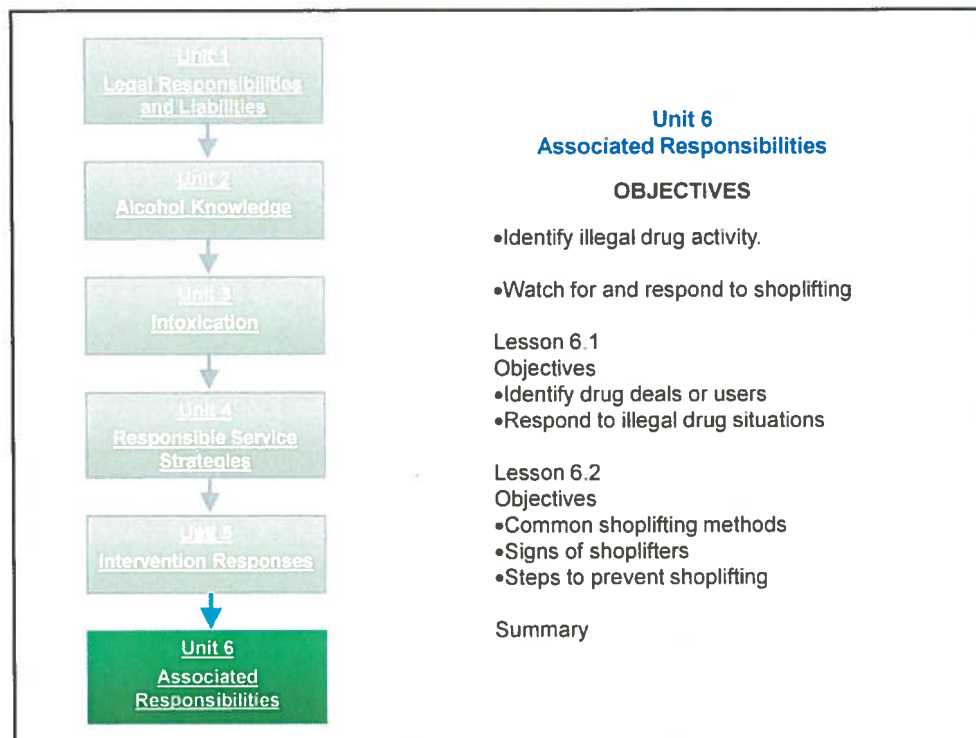 Unit 1
Legal Responsibilities
and Liabilities
Unit 2
Alcohol Knowledge
Unit 3
Intoxication
Unit 4
Responsible Service
Strategies
Unit 5
Intervention Responses
Unit 6
Associated
Responsibilities
Unit 6
Associated Responsibilities
OBJECTIVES
•Identify illegal drug activity.
•Watch for and respond to shoplifting
Lesson 6.1
Objectives
•Identify drug deals or users
•Respond to illegal drug situations
Lesson 6.2
Objectives
•Common shoplifting methods
•Signs of shoplifters
•Steps to prevent shoplifting
Summary